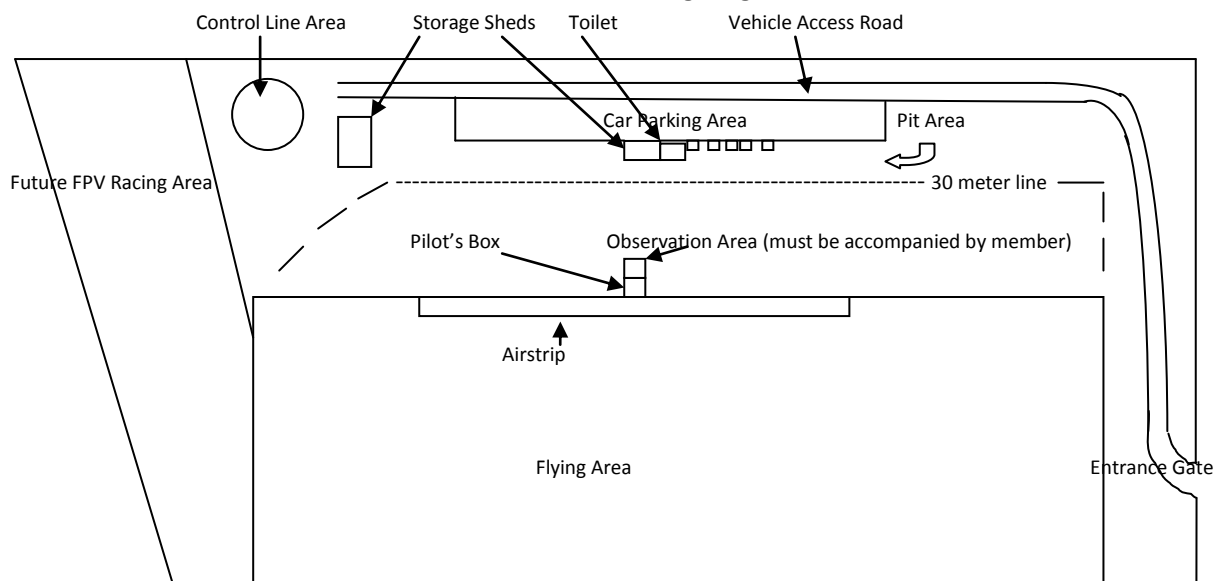 Control Line Area
Storage Sheds
Toilet
Vehicle Access Road
Car Parking Area
Pit Area
Future FPV Racing Area
30 meter line
Pilot's Box
Observation Area (must be accompanied by member)
Airstrip
Flying Area
Entrance Gate